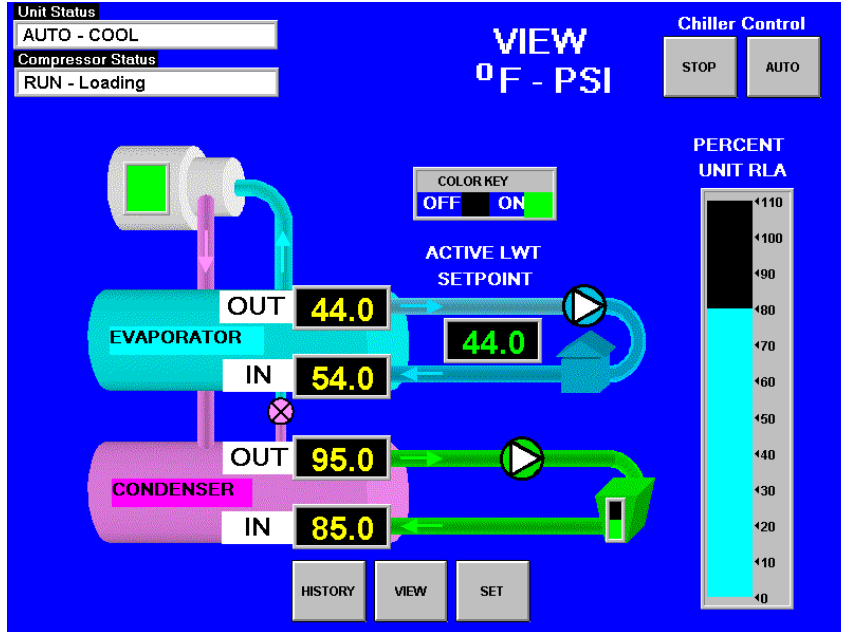 Unit Status
AUTO - COOL
Compressor Status
RUN - Loading
VIEW
ºF - PSI
Chiller Control
STOP
AUTO
PERCENT
UNIT RLA
COLOR KEY
OFF ON
ACTIVE LWT
SETPOINT
44.0
OUT 44.0
EVAPORATOR
IN 54.0
OUT 95.0
CONDENSER
IN 85.0
110
100
90
80
70
60
50
40
30
20
10
0
HISTORY
VIEW
SET